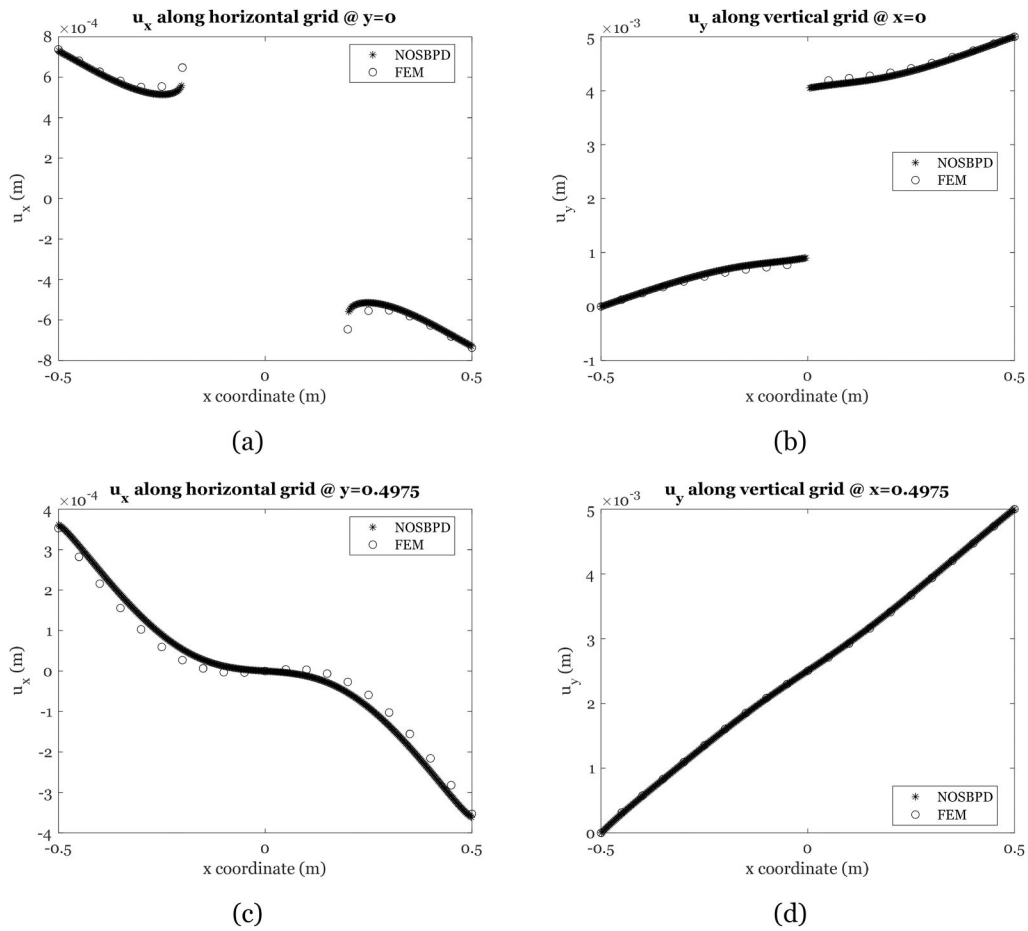 u_x along horizontal grid @ y=0
×10^-4
8
6
4
2
0
-2
-4
-6
-8
-0.5
0
0.5
u_x (m)
x coordinate (m)
NOSBPD
FEM
(a)
u_y along vertical grid @ x=0
×10^-3
5
4
3
2
1
0
-1
-0.5
0
0.5
u_y (m)
x coordinate (m)
NOSBPD
FEM
(b)
u_x along horizontal grid @ y=0.4975
×10^-4
4
3
2
1
0
-1
-2
-3
-4
-0.5
0
0.5
u_x (m)
x coordinate (m)
NOSBPD
FEM
(c)
u_y along vertical grid @ x=0.4975
×10^-3
5
4
3
2
1
0
-0.5
0
0.5
u_y (m)
x coordinate (m)
NOSBPD
FEM
(d)